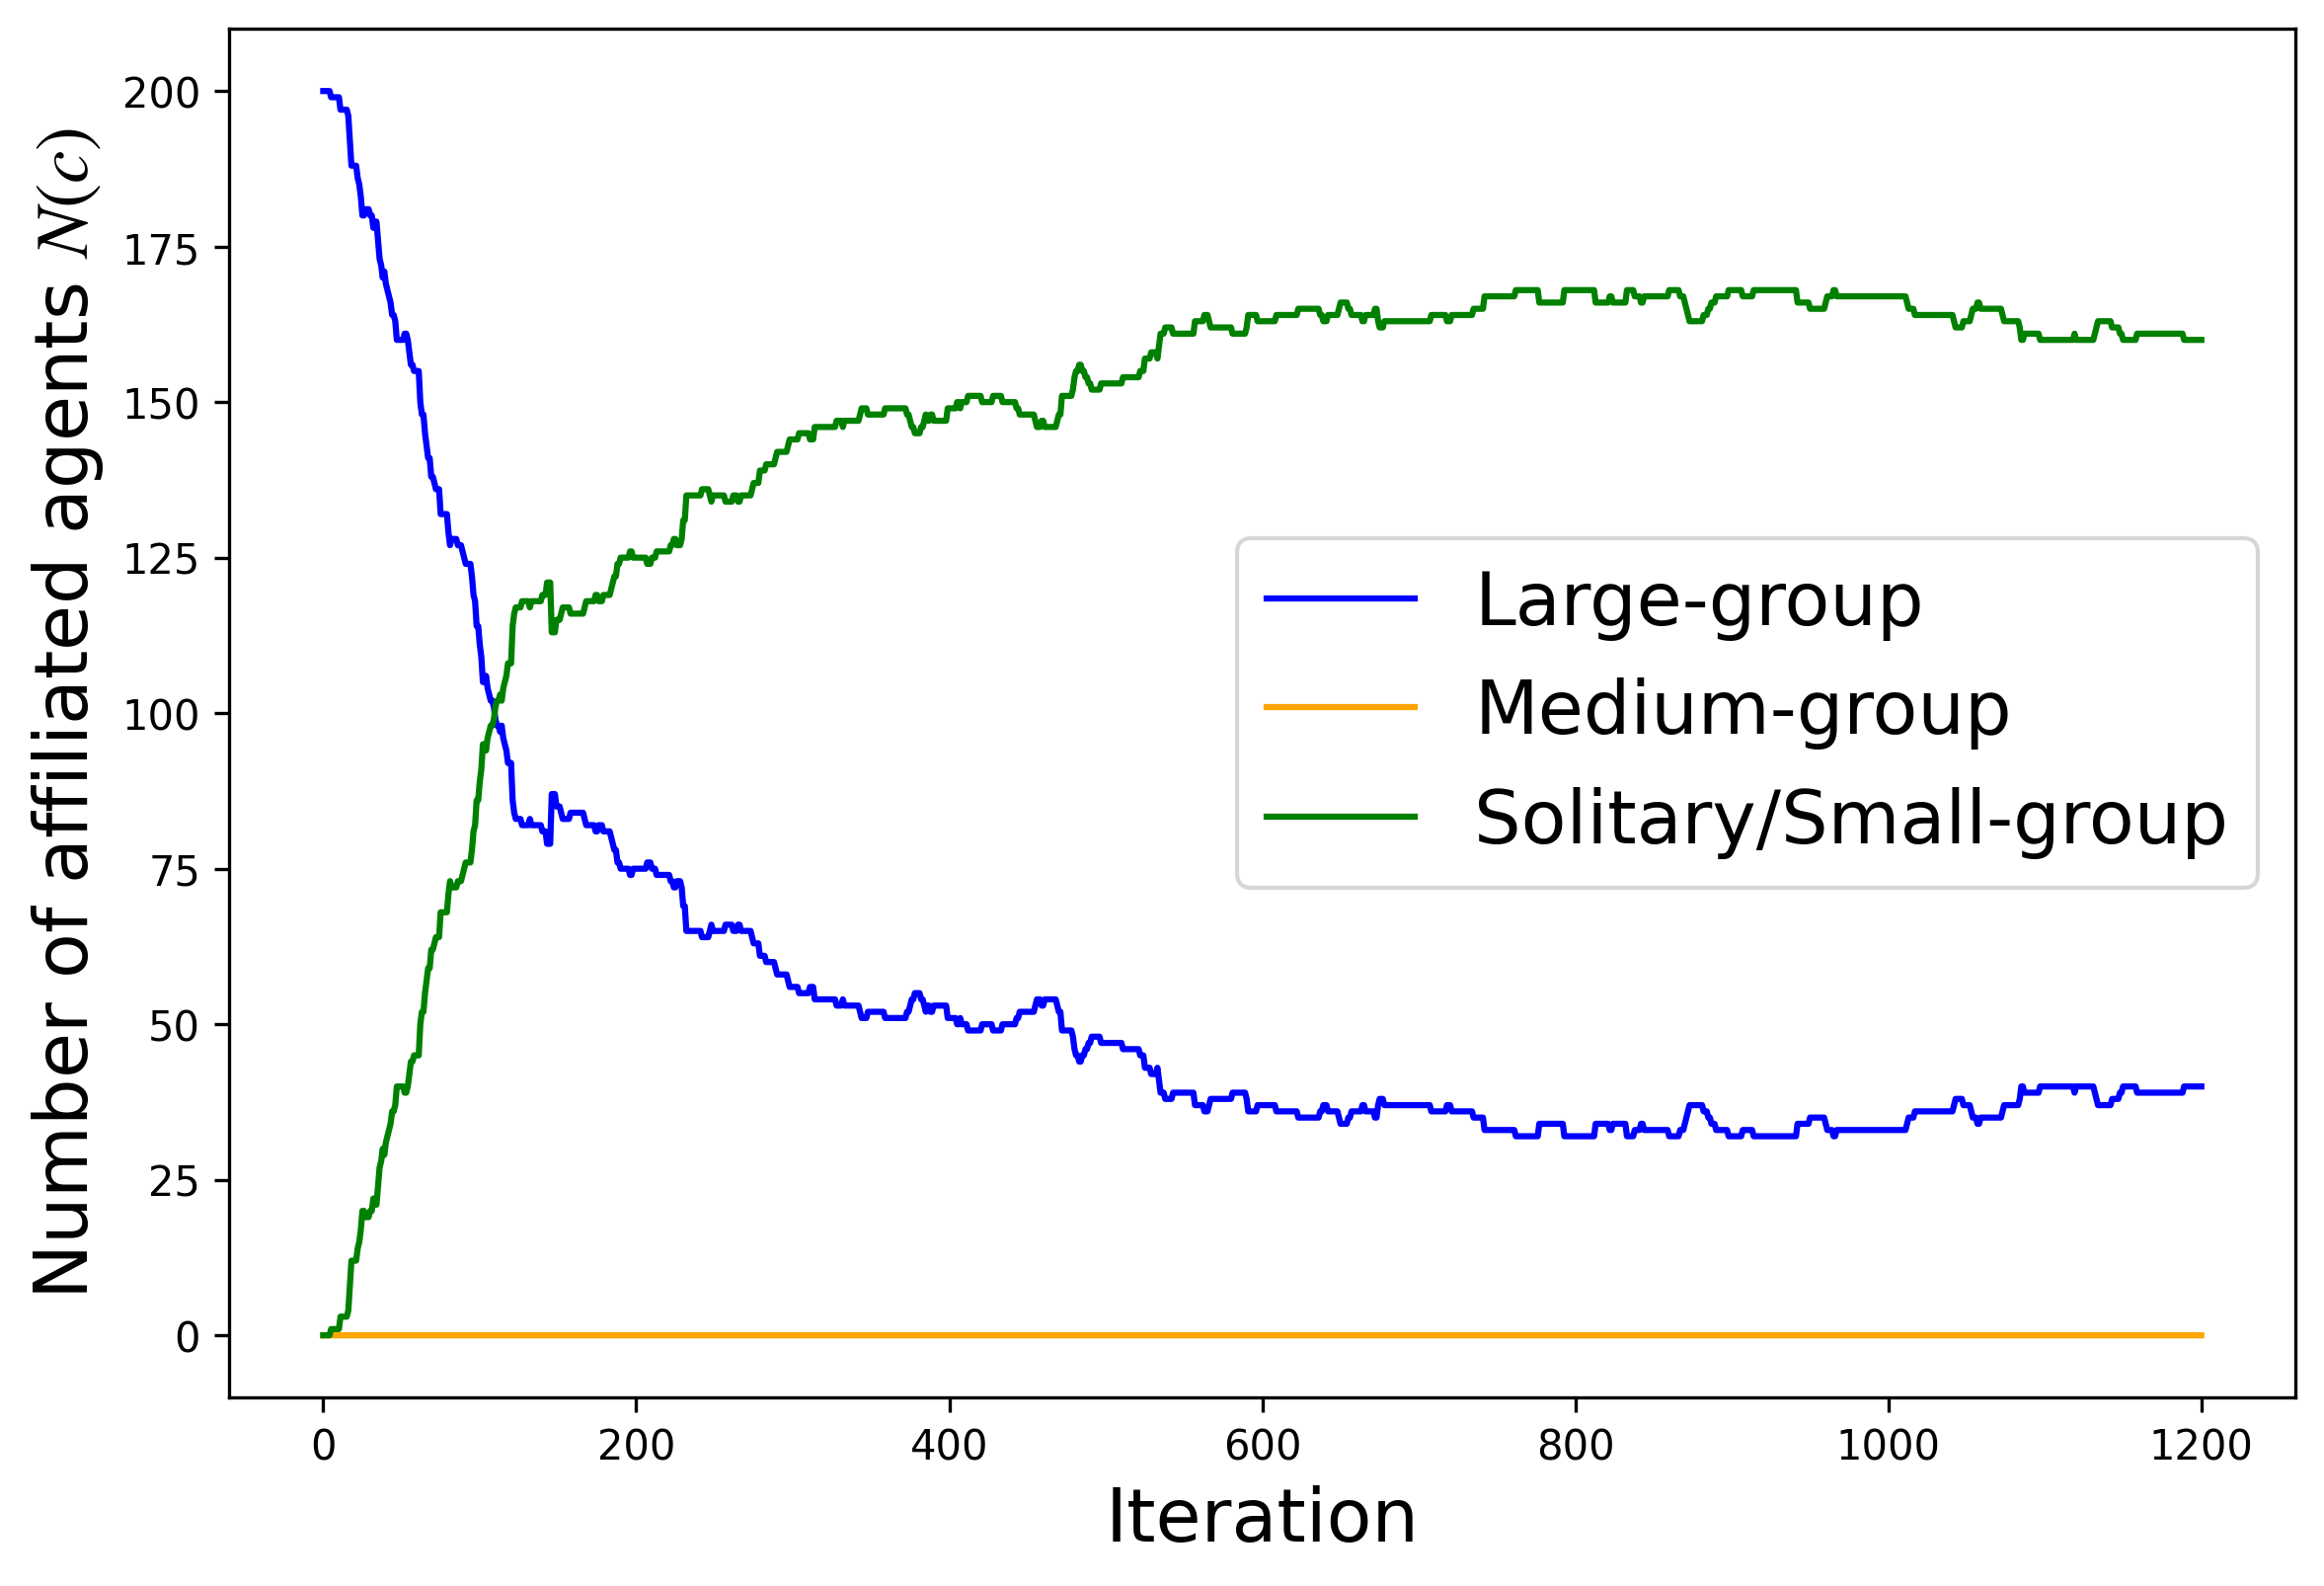 Number of affiliated agents N(c)
200
175
150
125
100
75
50
25
0
Large-group
Medium-group
Solitary/Small-group
0 200 400 600 800 1000 1200
Iteration